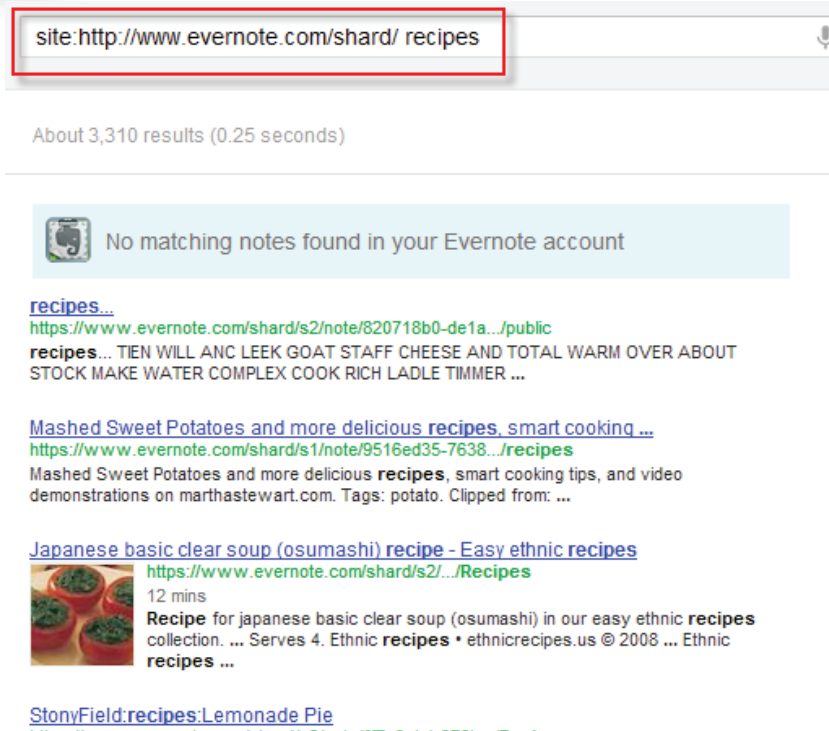 site:http://www.evernote.com/shard/ recipes
About 3,310 results (0.25 seconds)
No matching notes found in your Evernote account
recipes...
https://www.evernote.com/shard/s2/note/820718b0-de1a.../public
recipes... TIEN WILL ANC LEEK GOAT STAFF CHEESE AND TOTAL WARM OVER ABOUT
STOCK MAKE WATER COMPLEX COOK RICH LADLE TIMMER ...
Mashed Sweet Potatoes and more delicious recipes, smart cooking ...
https://www.evernote.com/shard/s1/note/9516ed35-7638.../recipes
Mashed Sweet Potatoes and more delicious recipes, smart cooking tips, and video
demonstrations on marthastewart.com. Tags: potato. Clipped from: ...
Japanese basic clear soup (osumashi) recipe - Easy ethnic recipes
https://www.evernote.com/shard/s2/.../Recipes
12 mins
Recipe for japanese basic clear soup (osumashi) in our easy ethnic recipes
collection. ... Serves 4. Ethnic recipes • ethnicrecipes.us © 2008 ... Ethnic
recipes ...
StonyField:recipes:Lemonade Pie